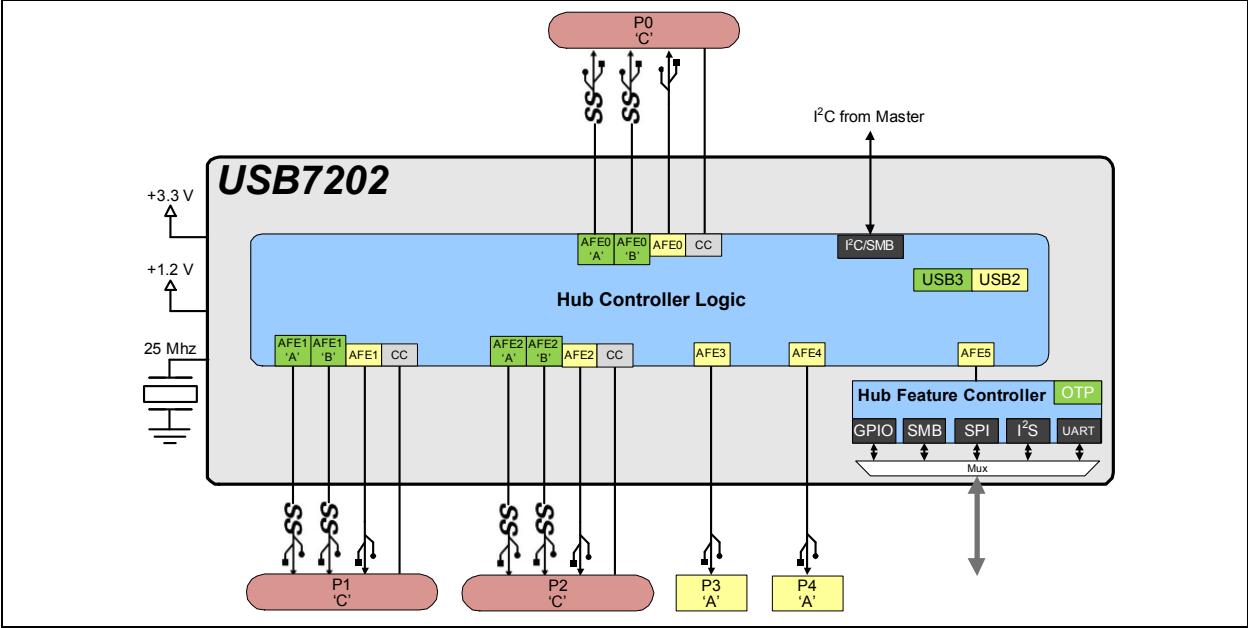 P0
‘C’
SS
SS
I²C from Master
USB7202
+3.3 V
AFE0
‘A’
AFE0
‘B’
AFE0
CC
I²C/SMB
+1.2 V
USB3
USB2
Hub Controller Logic
25 Mhz
AFE1
‘A’
AFE1
‘B’
AFE1
CC
AFE2
‘A’
AFE2
‘B’
AFE2
CC
AFE3
AFE4
AFE5
Hub Feature Controller
OTP
GPIO
SMB
SPI
I²S
UART
Mux
SS
SS
SS
SS
P1
‘C’
P2
‘C’
P3
‘A’
P4
‘A’